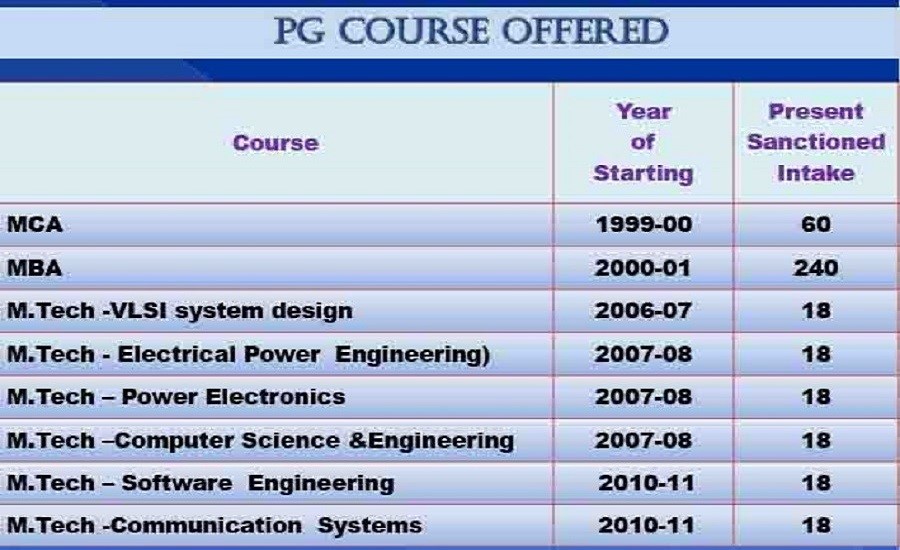 PG COURSE OFFERED
Course
Year
of
Starting
Present
Sanctioned
Intake
MCA 1999-00 60
MBA 2000-01 240
M.Tech -VLSI system design 2006-07 18
M.Tech - Electrical Power Engineering) 2007-08 18
M.Tech – Power Electronics 2007-08 18
M.Tech –Computer Science &Engineering 2007-08 18
M.Tech – Software Engineering 2010-11 18
M.Tech -Communication Systems 2010-11 18